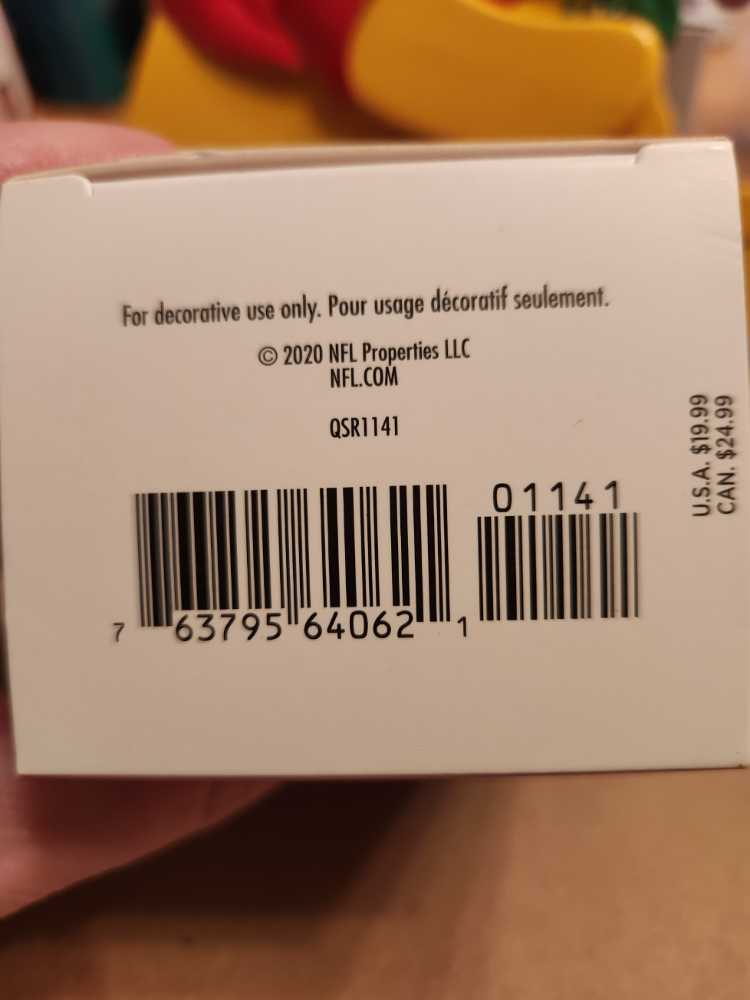 For decorative use only. Pour usage décoratif seulement.
© 2020 NFL Properties LLC
NFL.COM
QSR1141
01141
7 63795 64062 1
U.S.A. $19.99
CAN. $24.99